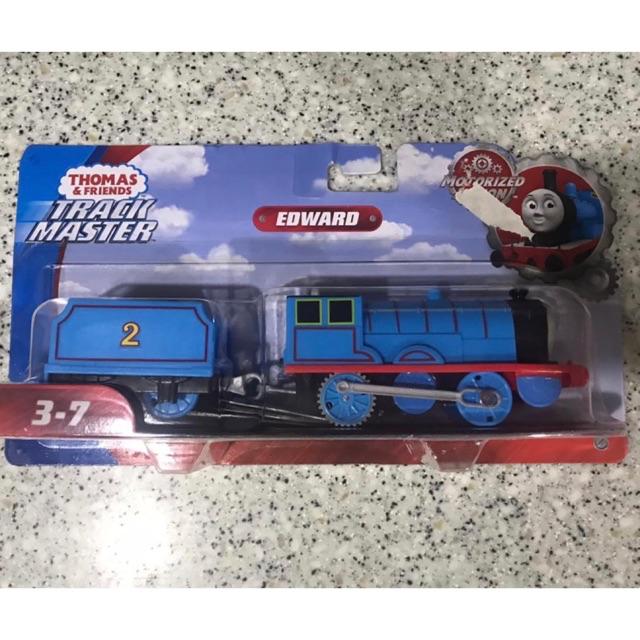 THOMAS
& FRIENDS
TRACK
MASTER
EDWARD
MOTORIZED
2
3-7